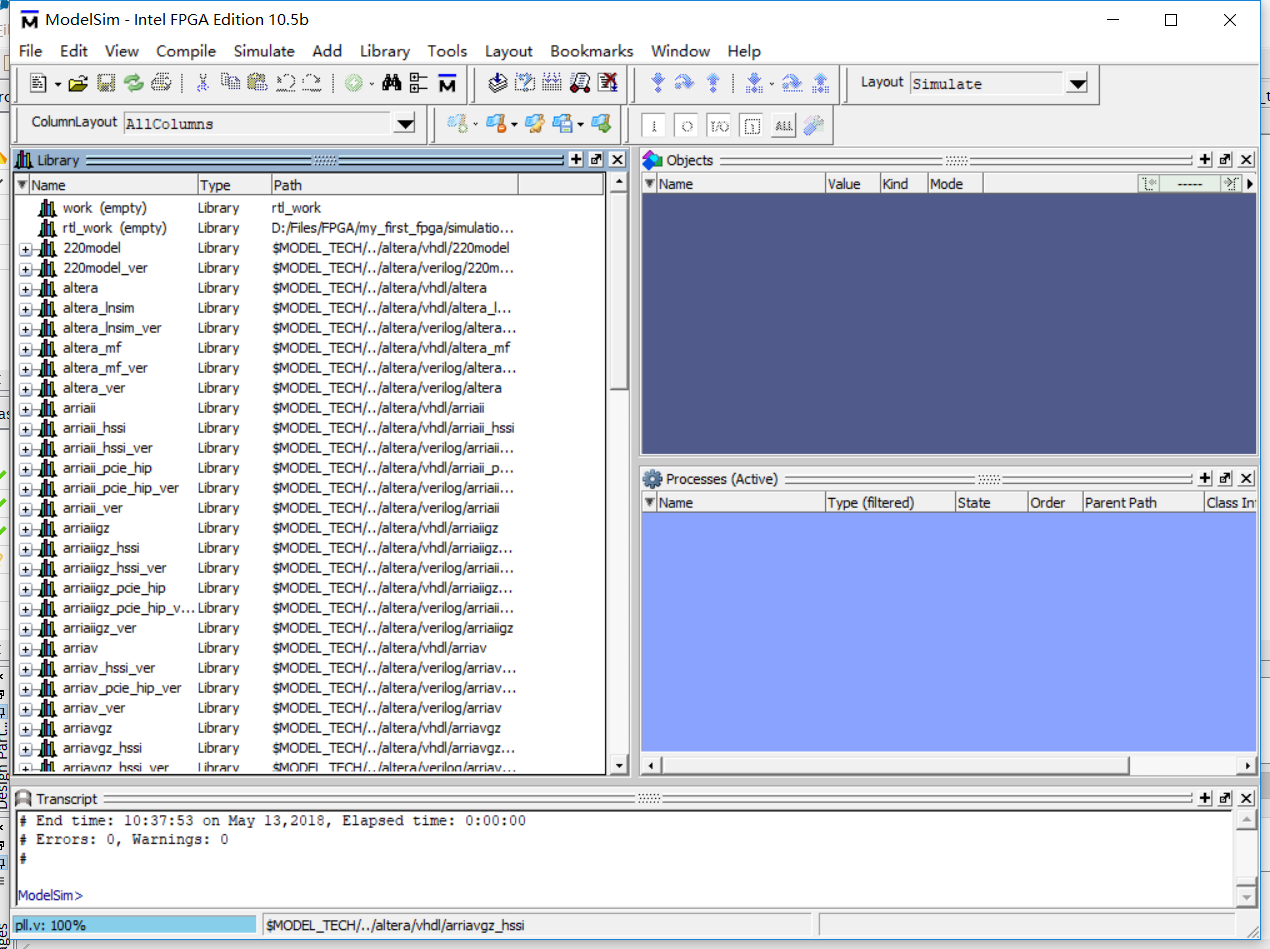 ModelSim - Intel FPGA Edition 10.5b
File Edit View Compile Simulate Add Library Tools Layout Bookmarks Window Help
Layout Simulate
ColumnLayout AllColumns
I O I/O ALL
Library
Name Type Path
work (empty) Library rtl_work
rtl_work (empty) Library D:/Files/FPGA/my_first_fpga/simulatio...
220model Library $MODEL_TECH/../altera/vhdl/220model
220model_ver Library $MODEL_TECH/../altera/verilog/220m...
altera Library $MODEL_TECH/../altera/vhdl/altera
altera_lnsim Library $MODEL_TECH/../altera/vhdl/altera_l...
altera_lnsim_ver Library $MODEL_TECH/../altera/verilog/altera...
altera_mf Library $MODEL_TECH/../altera/vhdl/altera_mf
altera_mf_ver Library $MODEL_TECH/../altera/verilog/altera...
altera_ver Library $MODEL_TECH/../altera/verilog/altera
arriaii Library $MODEL_TECH/../altera/vhdl/arriaii
arriaii_hssi Library $MODEL_TECH/../altera/vhdl/arriaii_hssi
arriaii_hssi_ver Library $MODEL_TECH/../altera/verilog/arriaii...
arriaii_pcie_hip Library $MODEL_TECH/../altera/vhdl/arriaii_p...
arriaii_pcie_hip_ver Library $MODEL_TECH/../altera/verilog/arriaii...
arriaii_ver Library $MODEL_TECH/../altera/verilog/arriaii
arriaiigz Library $MODEL_TECH/../altera/vhdl/arriaiigz
arriaiigz_hssi Library $MODEL_TECH/../altera/vhdl/arriaiigz...
arriaiigz_hssi_ver Library $MODEL_TECH/../altera/verilog/arriaii...
arriaiigz_pcie_hip Library $MODEL_TECH/../altera/vhdl/arriaiigz...
arriaiigz_pcie_hip_v... Library $MODEL_TECH/../altera/verilog/arriaii...
arriaiigz_ver Library $MODEL_TECH/../altera/verilog/arriaiigz
arriav Library $MODEL_TECH/../altera/vhdl/arriav
arriav_hssi_ver Library $MODEL_TECH/../altera/verilog/arriav...
arriav_pcie_hip_ver Library $MODEL_TECH/../altera/verilog/arriav...
arriav_ver Library $MODEL_TECH/../altera/verilog/arriav
arriavgz Library $MODEL_TECH/../altera/vhdl/arriavgz
arriavgz_hssi Library $MODEL_TECH/../altera/vhdl/arriavgz...
arriavgz_hssi_ver Library $MODEL_TECH/../altera/verilog/arriav...
Objects
Name Value Kind Mode
Processes (Active)
Name Type (filtered) State Order Parent Path Class In
Transcript
# End time: 10:37:53 on May 13,2018, Elapsed time: 0:00:00
# Errors: 0, Warnings: 0
#
ModelSim>
pll.v: 100% $MODEL_TECH/../altera/vhdl/arriavgz_hssi